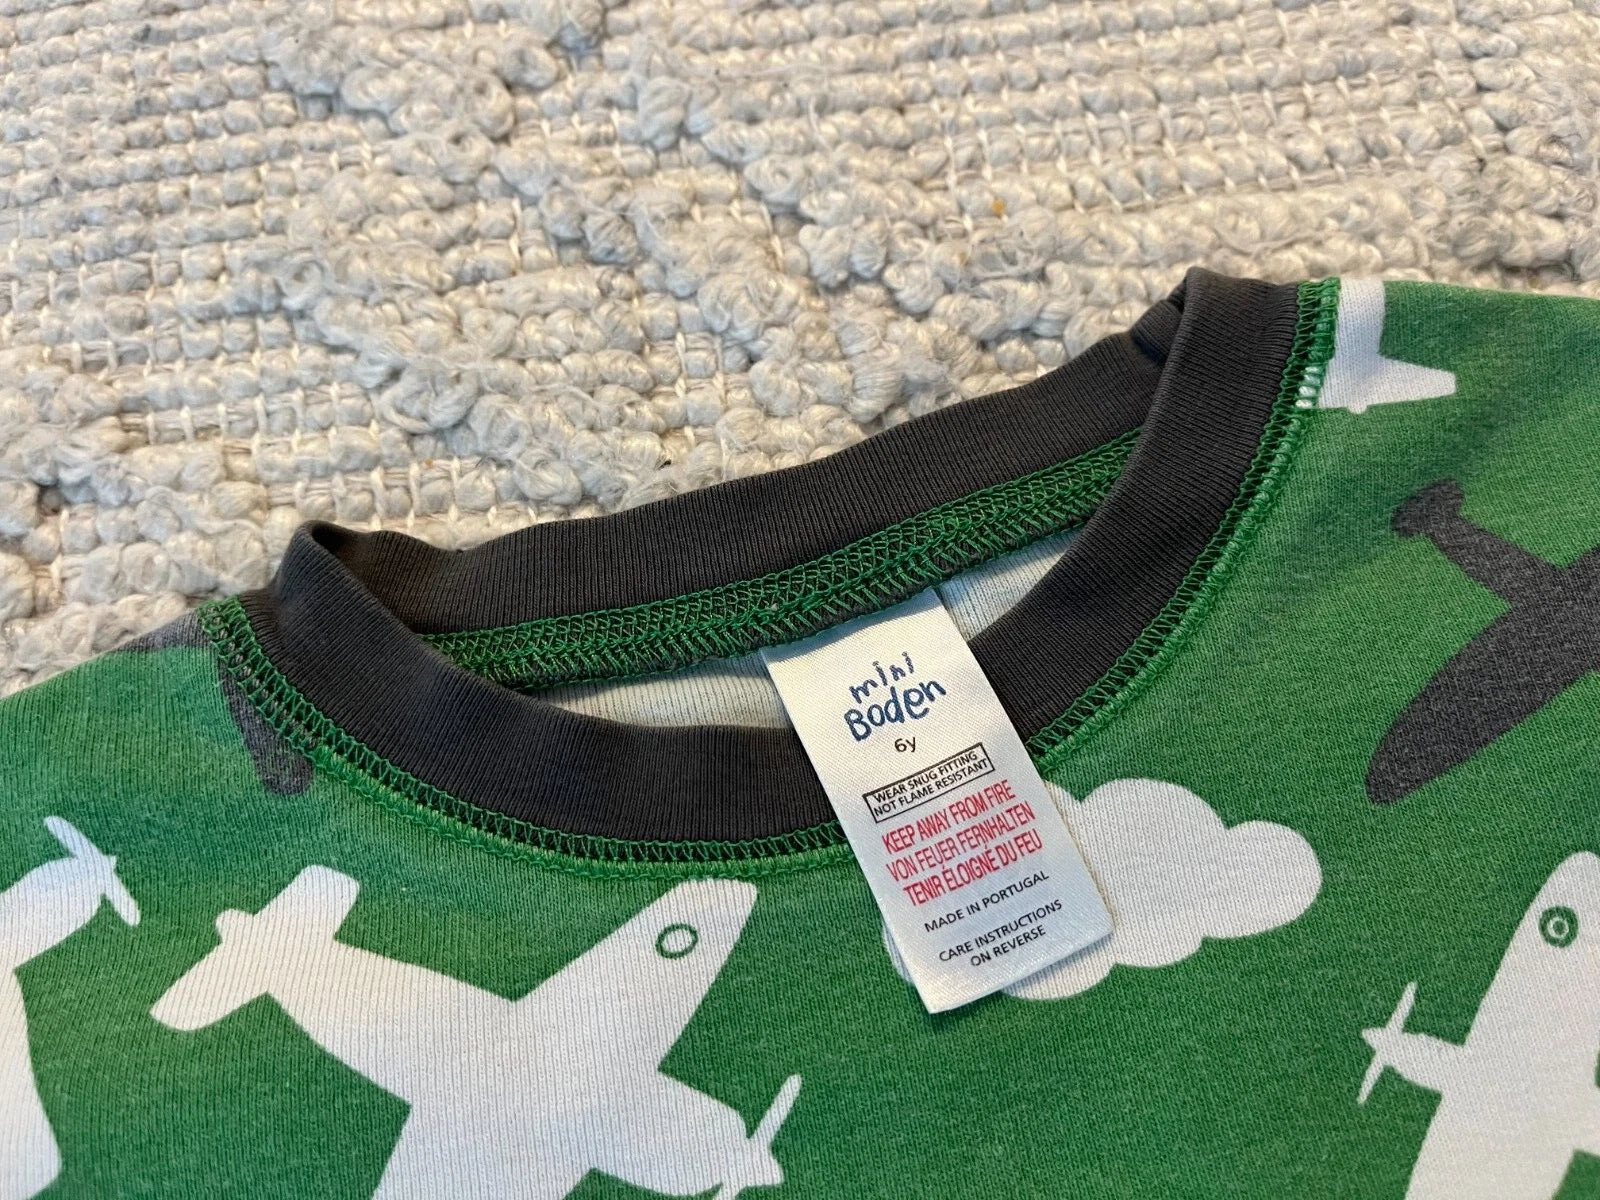 mini
Boden
6y
WEAR SNUG FITTING
NOT FLAME RESISTANT
KEEP AWAY FROM FIRE
VON FEUER FERNHALTEN
TENIR ÉLOIGNÉ DU FEU
MADE IN PORTUGAL
CARE INSTRUCTIONS
ON REVERSE